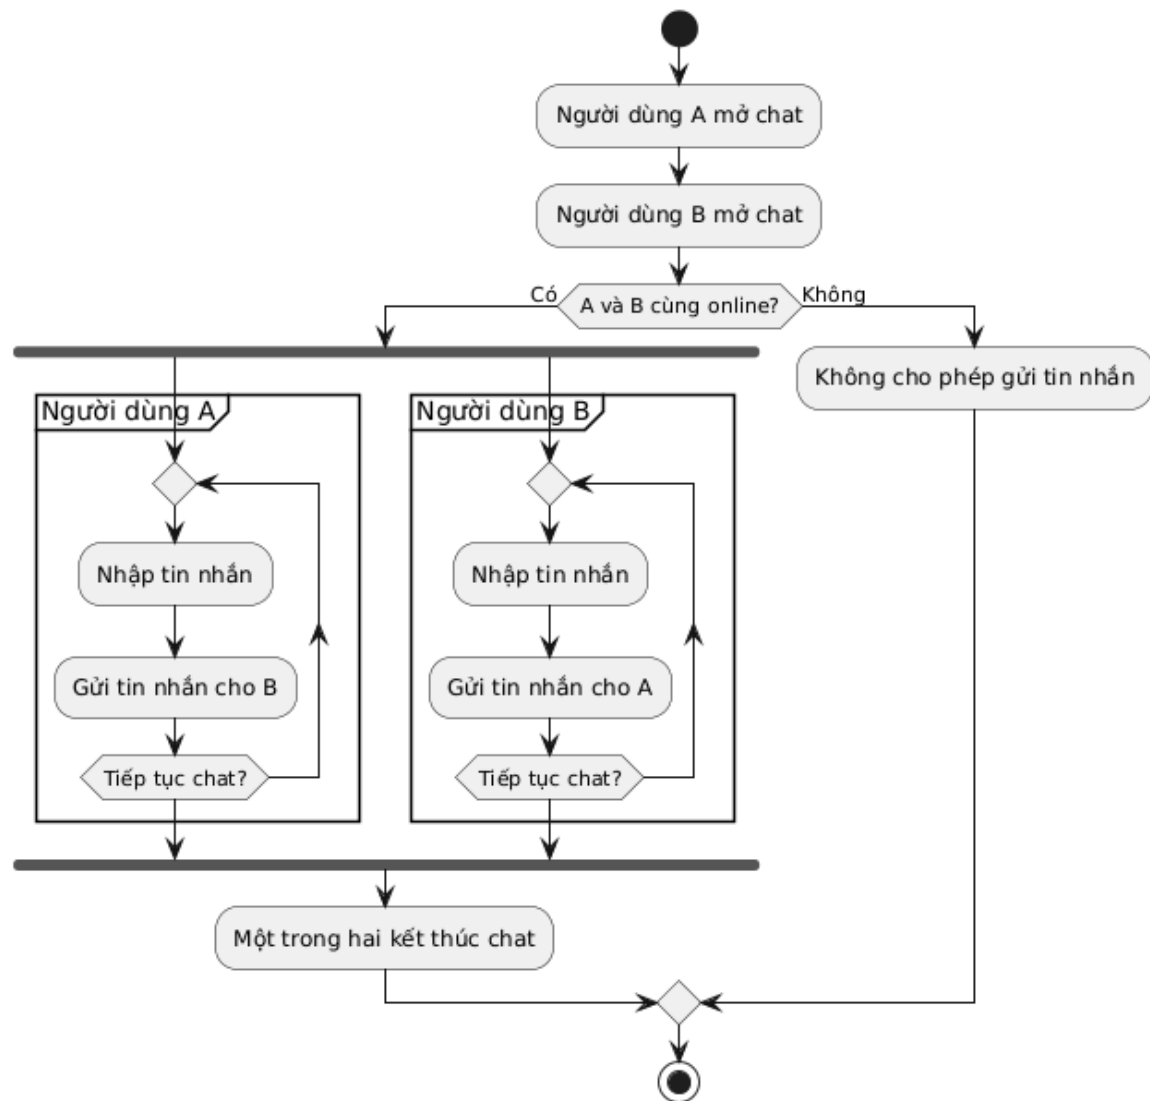 Người dùng A mở chat
Người dùng B mở chat
Có
A và B cùng online?
Không
Không cho phép gửi tin nhắn
Người dùng A
Nhập tin nhắn
Gửi tin nhắn cho B
Tiếp tục chat?
Người dùng B
Nhập tin nhắn
Gửi tin nhắn cho A
Tiếp tục chat?
Một trong hai kết thúc chat